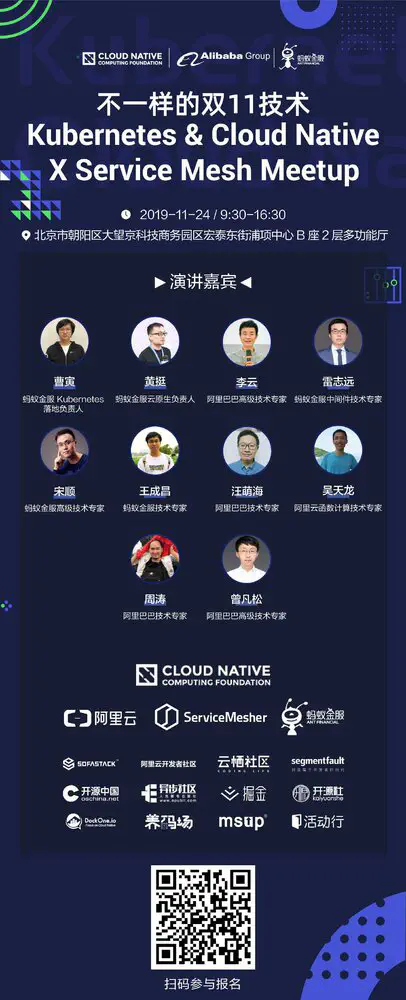 CLOUD NATIVE
COMPUTING FOUNDATION
Alibaba Group
蚂蚁金服
ANT FINANCIAL
不一样的双11技术
Kubernetes & Cloud Native
X Service Mesh Meetup
2019-11-24 / 9:30-16:30
北京市朝阳区大望京科技商务园区宏泰东街浦项中心 B 座 2 层多功能厅
演讲嘉宾
曹寅
蚂蚁金服 Kubernetes
落地负责人
黄挺
蚂蚁金服云原生负责人
李云
阿里巴巴高级技术专家
雷志远
蚂蚁金服中间件技术专家
宋顺
蚂蚁金服高级技术专家
王成昌
蚂蚁金服技术专家
汪萌海
阿里巴巴技术专家
吴天龙
阿里云函数计算技术专家
周涛
阿里巴巴技术专家
曾凡松
阿里巴巴高级技术专家
CLOUD NATIVE
COMPUTING FOUNDATION
阿里云
ServiceMesher
蚂蚁金服
ANT FINANCIAL
SOFASTACK
阿里云开发者社区
云栖社区
CODING LIFE
segmentfault
开源中国
oschina.net
异步社区
www.epubit.com
掘金
开源社
kaiyuanshe
DockOne.io
养码场
msup
活动行
扫码参与报名